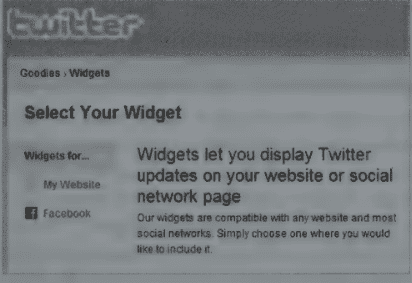 twitter
Goodies › Widgets
Select Your Widget
Widgets for...
My Website
Facebook
Widgets let you display Twitter
updates on your website or social
network page
Our widgets are compatible with any website and most
social networks. Simply choose one where you would
like to include it.